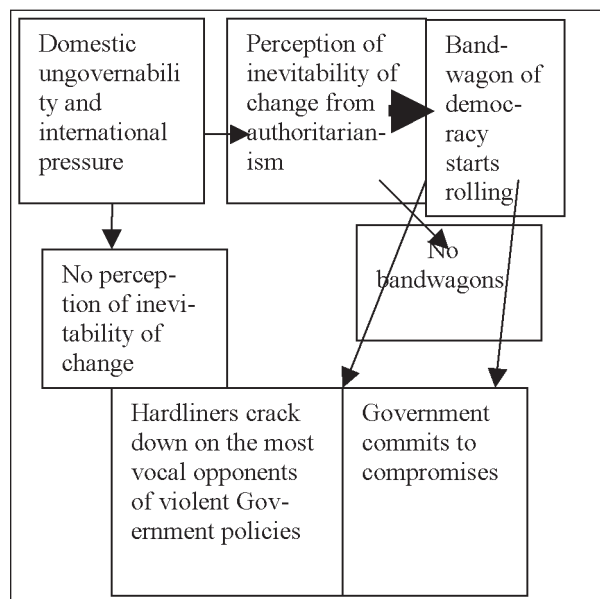 Domestic
ungovernabili
ty and
international
pressure
Perception of
inevitability of
change from
authoritarian-
ism
Band-
wagon of
democ-
racy
starts
rolling
No percep-
tion of inevi-
tability of
change
No
bandwagons
Hardliners crack
down on the most
vocal opponents
of violent Gov-
ernment policies
Government
commits to
compromises